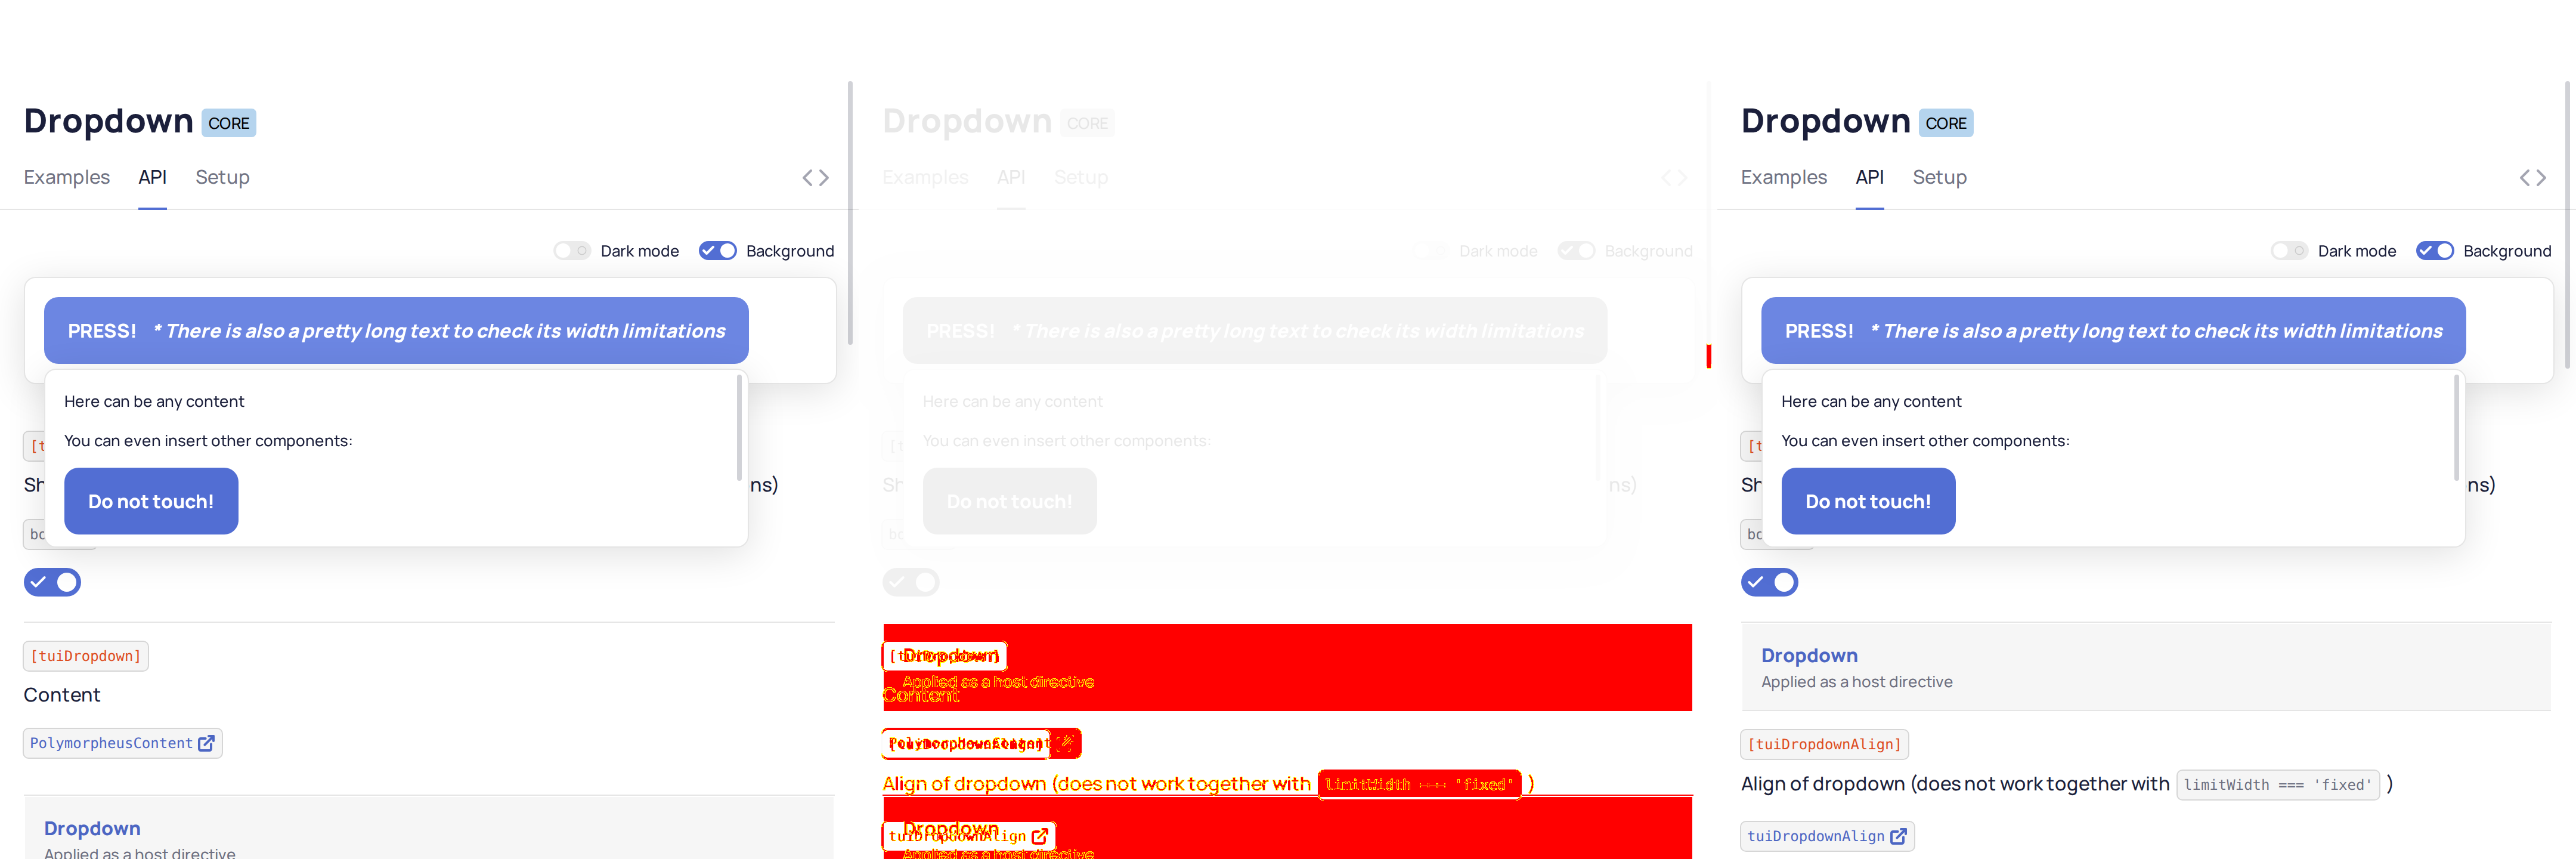 Dropdown CORE
Examples API Setup
Dark mode Background
PRESS! * There is also a pretty long text to check its width limitations
Here can be any content
You can even insert other components:
[t
Sh ns)
Do not touch!
bo
[tuiDropdown]
Content
PolymorpheusContent
Dropdown
Applied as a host directive
Dropdown CORE
Examples API Setup
Dark mode Background
PRESS! * There is also a pretty long text to check its width limitations
Here can be any content
You can even insert other components:
[t
Sh ns)
Do not touch!
bo
Dropdown
Applied as a host directive
Content
Align of dropdown (does not work together with limitWidth === 'fixed' )
Dropdown
tuiDropdownAlign
Applied as a host directive
Dropdown CORE
Examples API Setup
Dark mode Background
PRESS! * There is also a pretty long text to check its width limitations
Here can be any content
You can even insert other components:
[t
Sh ns)
Do not touch!
bo
Dropdown
Applied as a host directive
[tuiDropdownAlign]
Align of dropdown (does not work together with limitWidth === 'fixed' )
tuiDropdownAlign